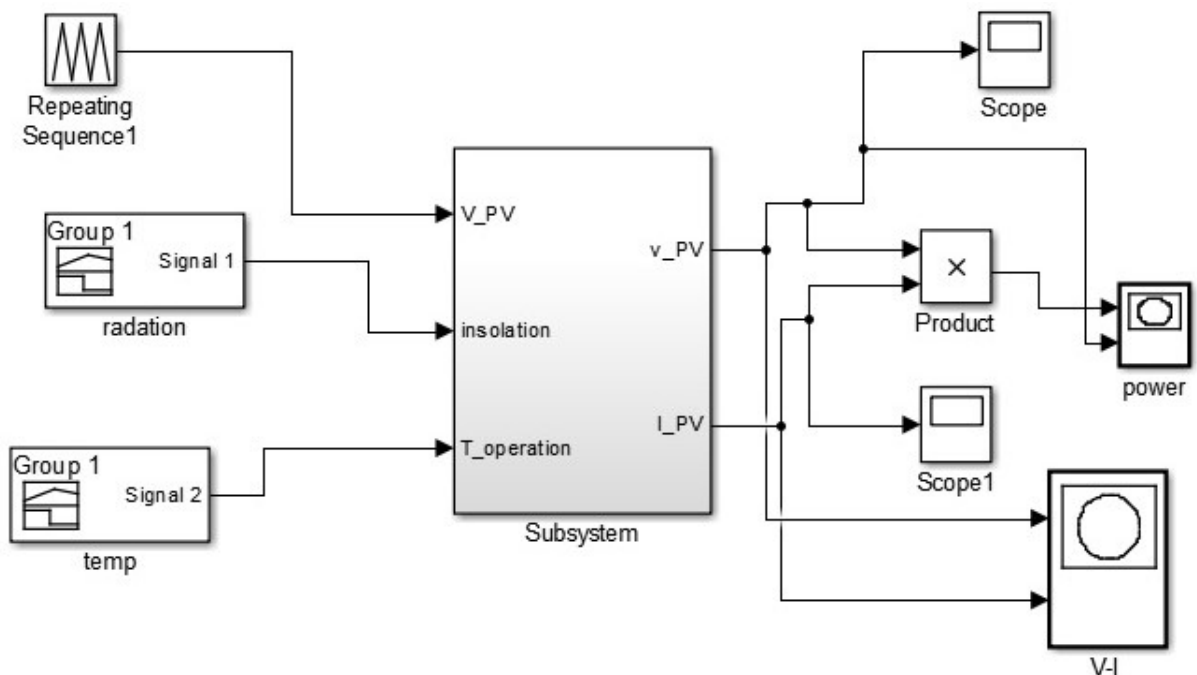 Repeating
Sequence1
Scope
Group 1
Signal 1
radation
V_PV
insolation
T_operation
v_PV
I_PV
Subsystem
×
Product
power
Scope1
Group 1
Signal 2
temp
V-I